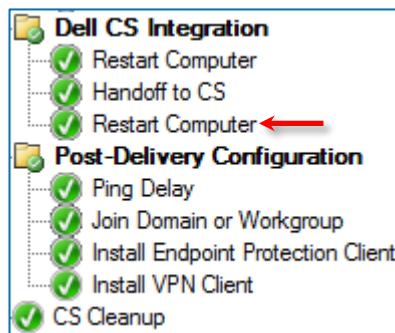 Dell CS Integration
Restart Computer
Handoff to CS
Restart Computer
Post-Delivery Configuration
Ping Delay
Join Domain or Workgroup
Install Endpoint Protection Client
Install VPN Client
CS Cleanup